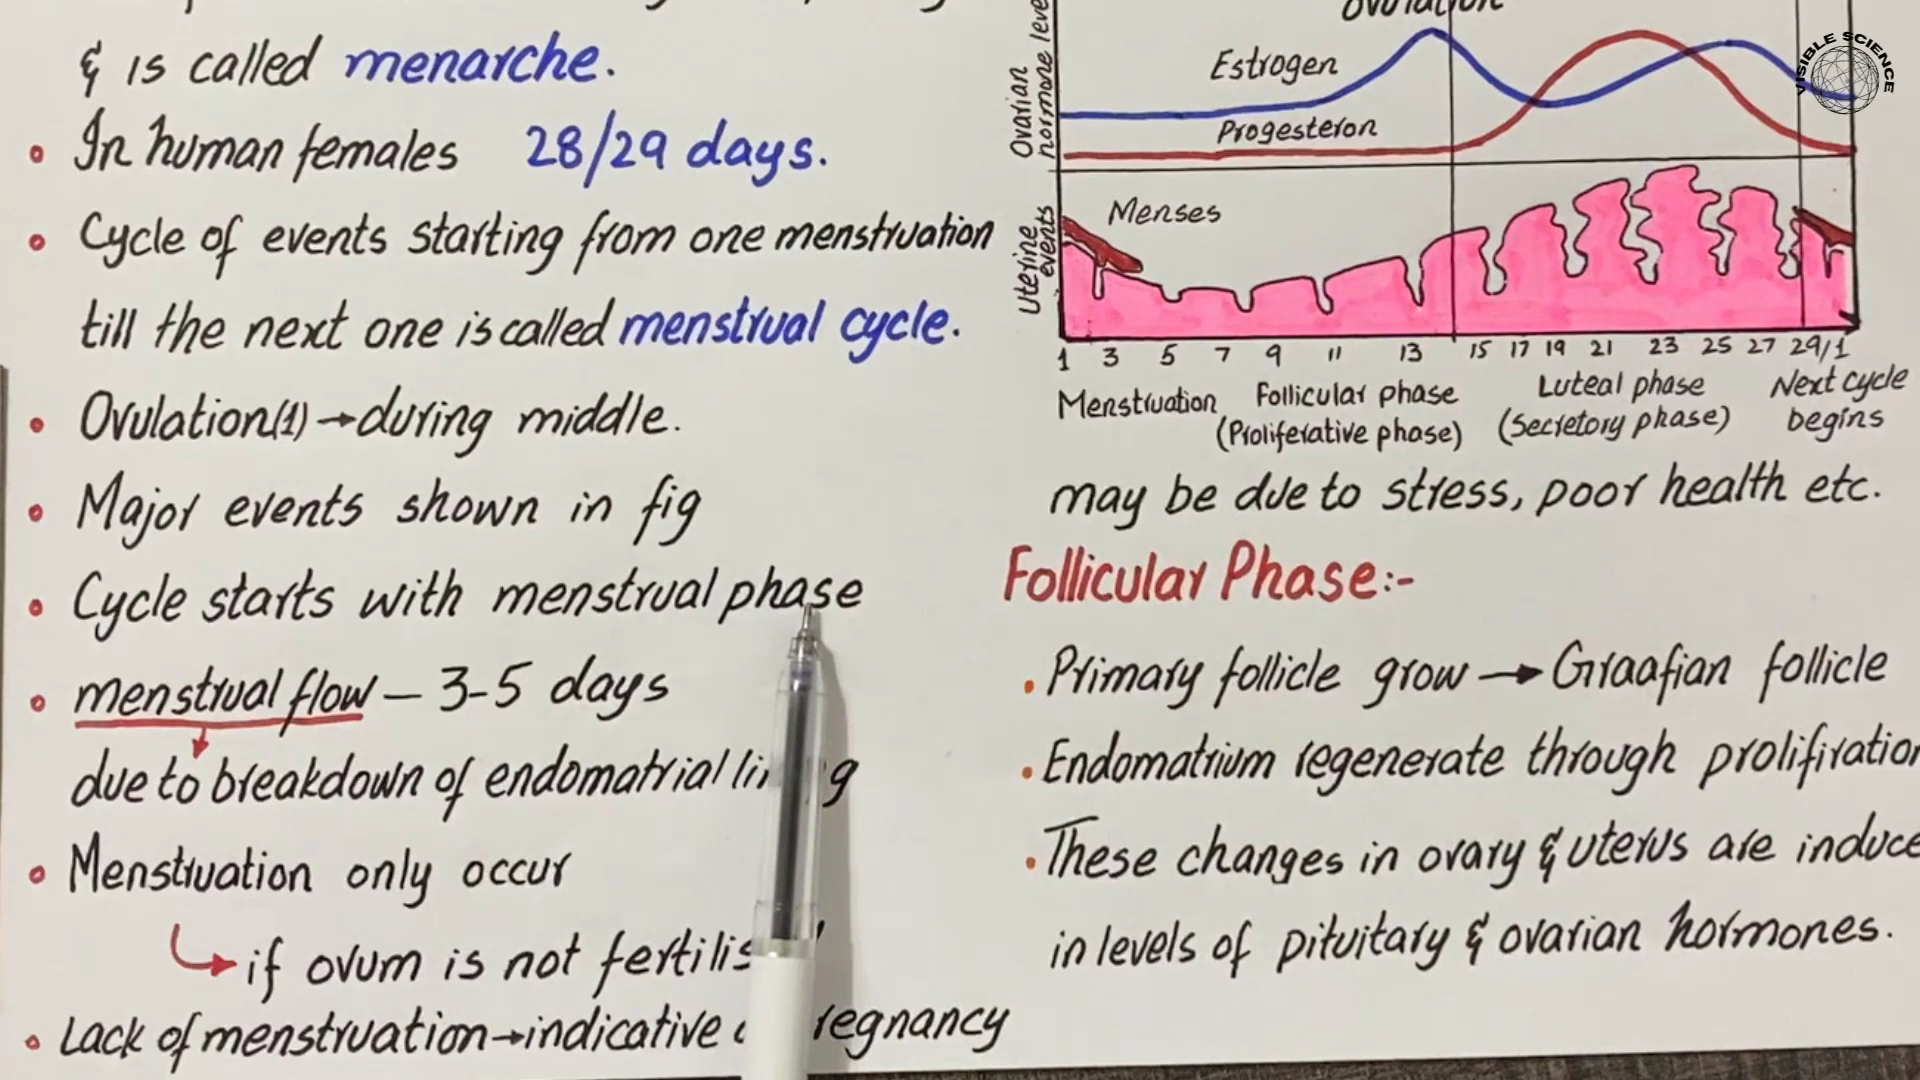 & is called menarche.
• In human females 28/29 days.
• Cycle of events starting from one menstruation
till the next one is called menstrual cycle.
• Ovulation(1) → during middle.
• Major events shown in fig
• Cycle starts with menstrual phase
• menstrual flow — 3-5 days
due to breakdown of endomatrial
• Menstruation only occur
if ovum is not
• Lack of menstruation → indicative
Ovulation
Ovarian
hormone level
Estrogen
Progesteron
Uterine
events
Menses
1 3 5 7 9 11 13 15 17 19 21 23 25 27 29/1
Menstruation
Follicular phase
(Proliferative phase)
Luteal phase
(Secretory phase)
Next cycle
begins
may be due to stress, poor health etc.
Follicular Phase:-
• Primary follicle grow → Graafian follicle
• Endomatrium regenerate through prolifiration
• These changes in ovary & uterus are induce
in levels of pituitary & ovarian hormones.
VISIBLE SCIENCE